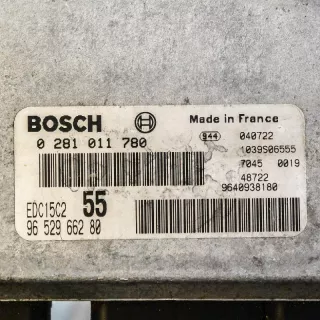 BOSCH Made in France
0 281 011 780 944 040722
1039S06555
7045 0019
48722
9640938180
EDC15C2 55
96 529 662 80